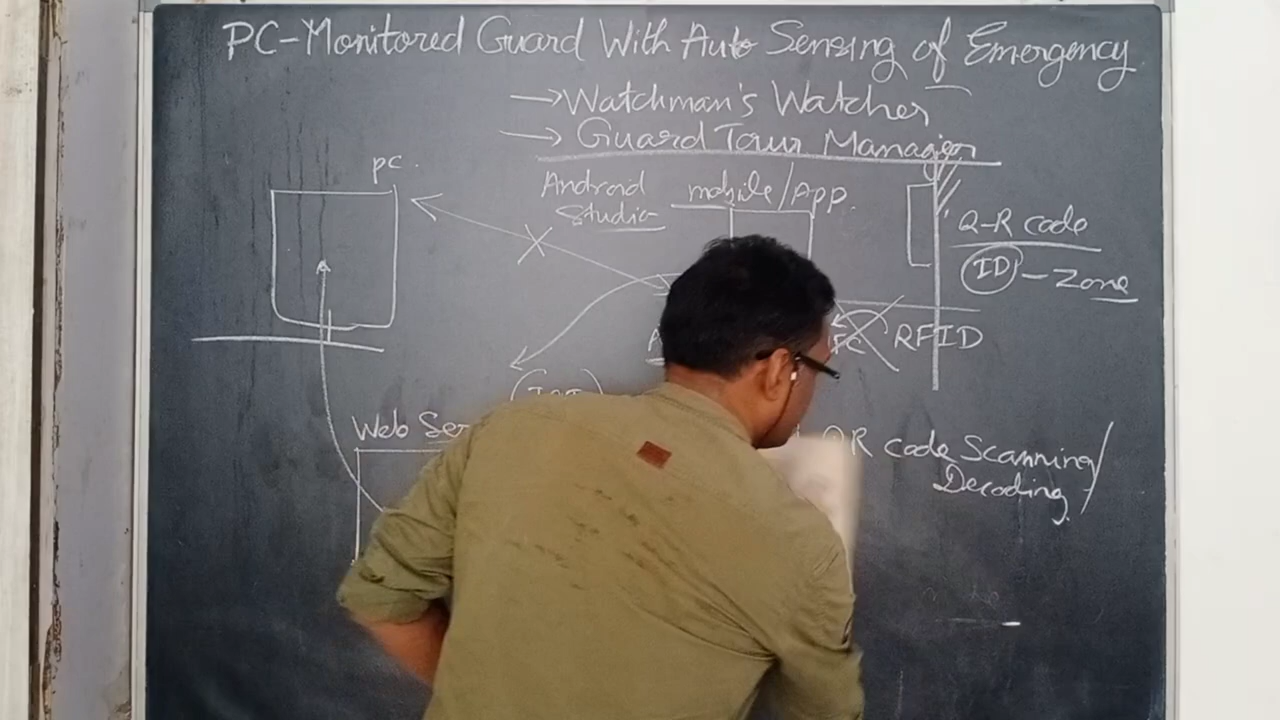 PC-Monitored Guard With Auto Sensing of Emergency
→ Watchman's Watcher
→ Guard Tour Manager
pc.
Android Studio
mobile/App.
Q-R code
ID - Zone
RFID
Web
QR code Scanning/
Decoding